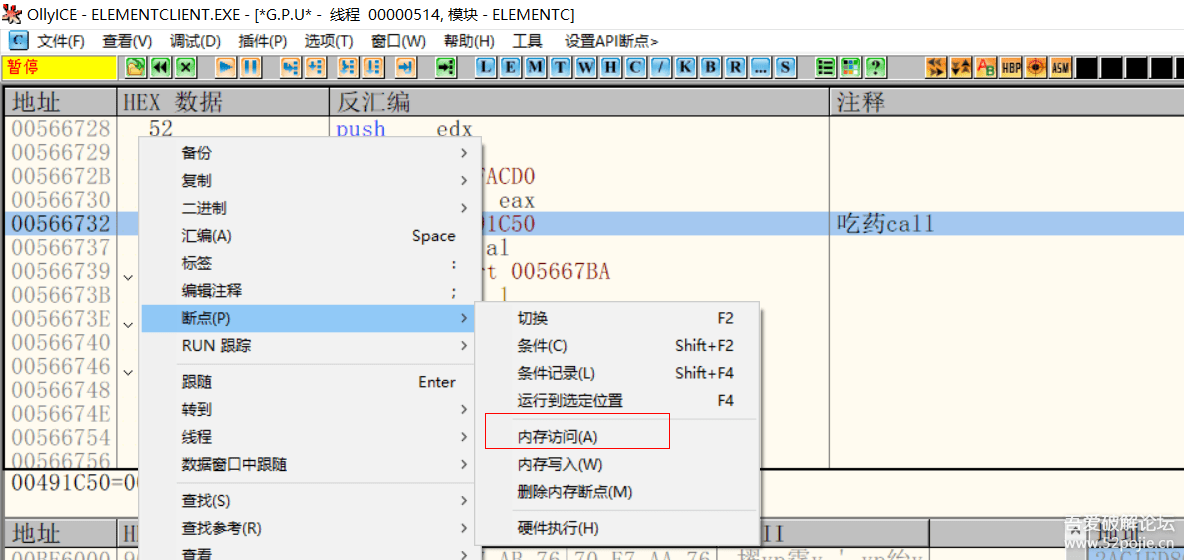 OllyICE - ELEMENTCLIENT.EXE - [*G.P.U* - 线程 00000514, 模块 - ELEMENTC]
C 文件(F) 查看(V) 调试(D) 插件(P) 选项(T) 窗口(W) 帮助(H) 工具 设置API断点>
暂停 L E M T W H C / K B R ... S ? AB HBP ASM
地址 HEX 数据 反汇编 注释
00566728 52 push edx
00566729
0056672B FACD0
00566730 eax
00566732 91C50 吃药call
00566737 al
00566739 rt 005667BA
0056673B
0056673E
00566740
00566746
00566748
0056674E
00566754
00566756
备份
复制
二进制
汇编(A) Space
标签 :
编辑注释 ;
断点(P)
RUN 跟踪
跟随 Enter
转到
线程
数据窗口中跟随
查找(S)
查找参考(R)
查看
切换 F2
条件(C) Shift+F2
条件记录(L) Shift+F4
运行到选定位置 F4
内存访问(A)
内存写入(W)
删除内存断点(M)
硬件执行(H)
00491C50=00
地址
吾爱破解论坛
www.52pojie.cn